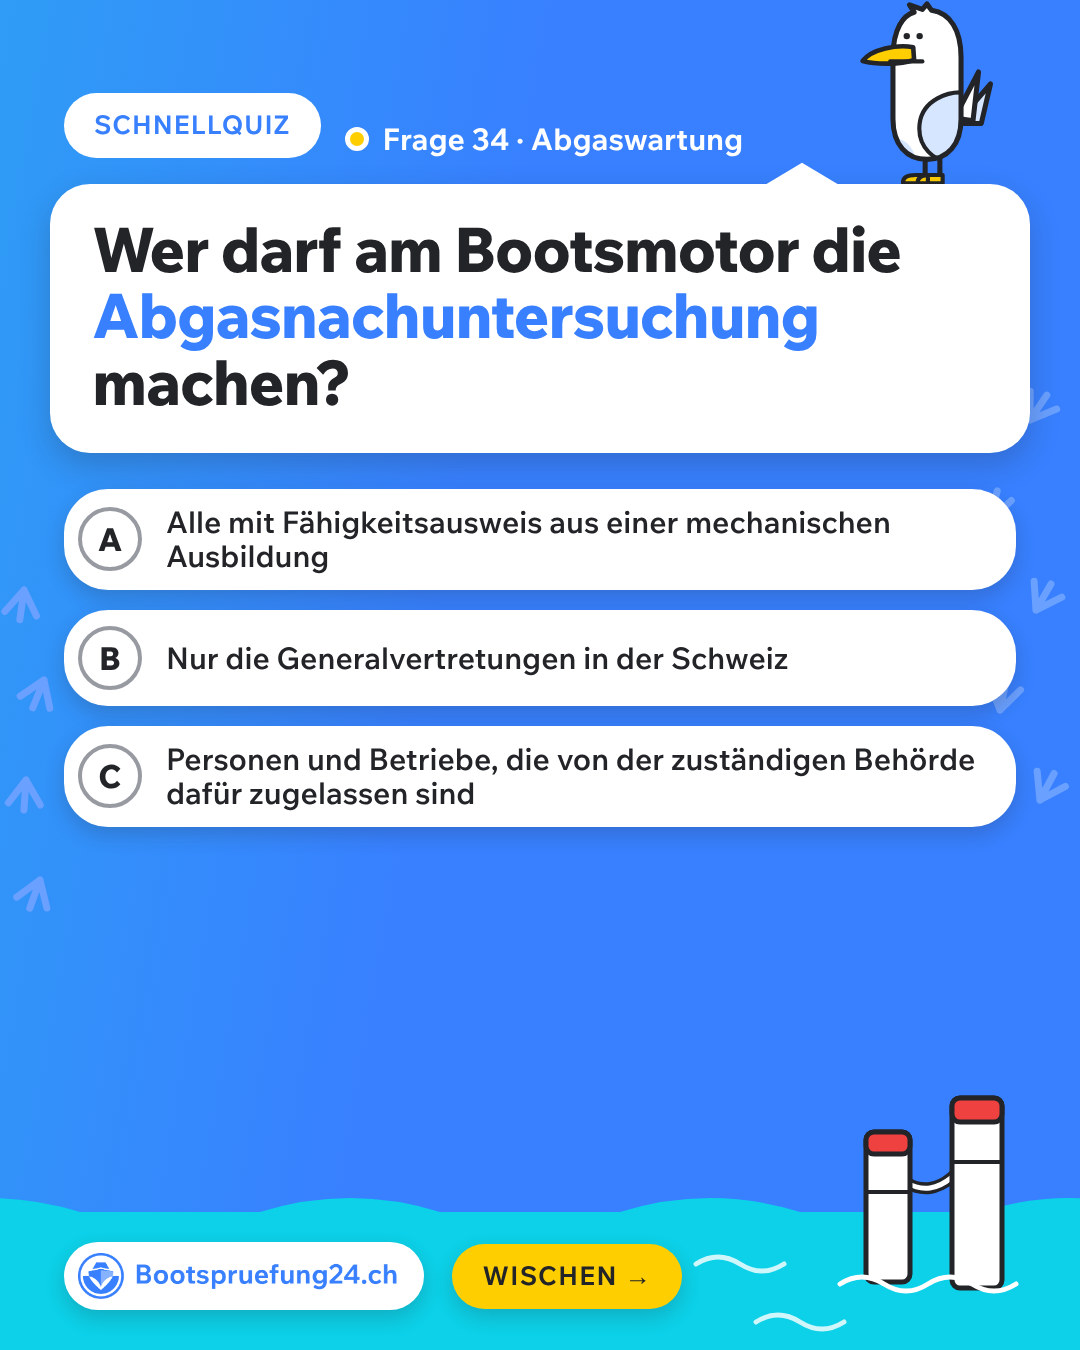 SCHNELLQUIZ
Frage 34 · Abgaswartung
Wer darf am Bootsmotor die
Abgasnachuntersuchung
machen?
A
Alle mit Fähigkeitsausweis aus einer mechanischen
Ausbildung
B
Nur die Generalvertretungen in der Schweiz
C
Personen und Betriebe, die von der zuständigen Behörde
dafür zugelassen sind
Bootspruefung24.ch
WISCHEN →